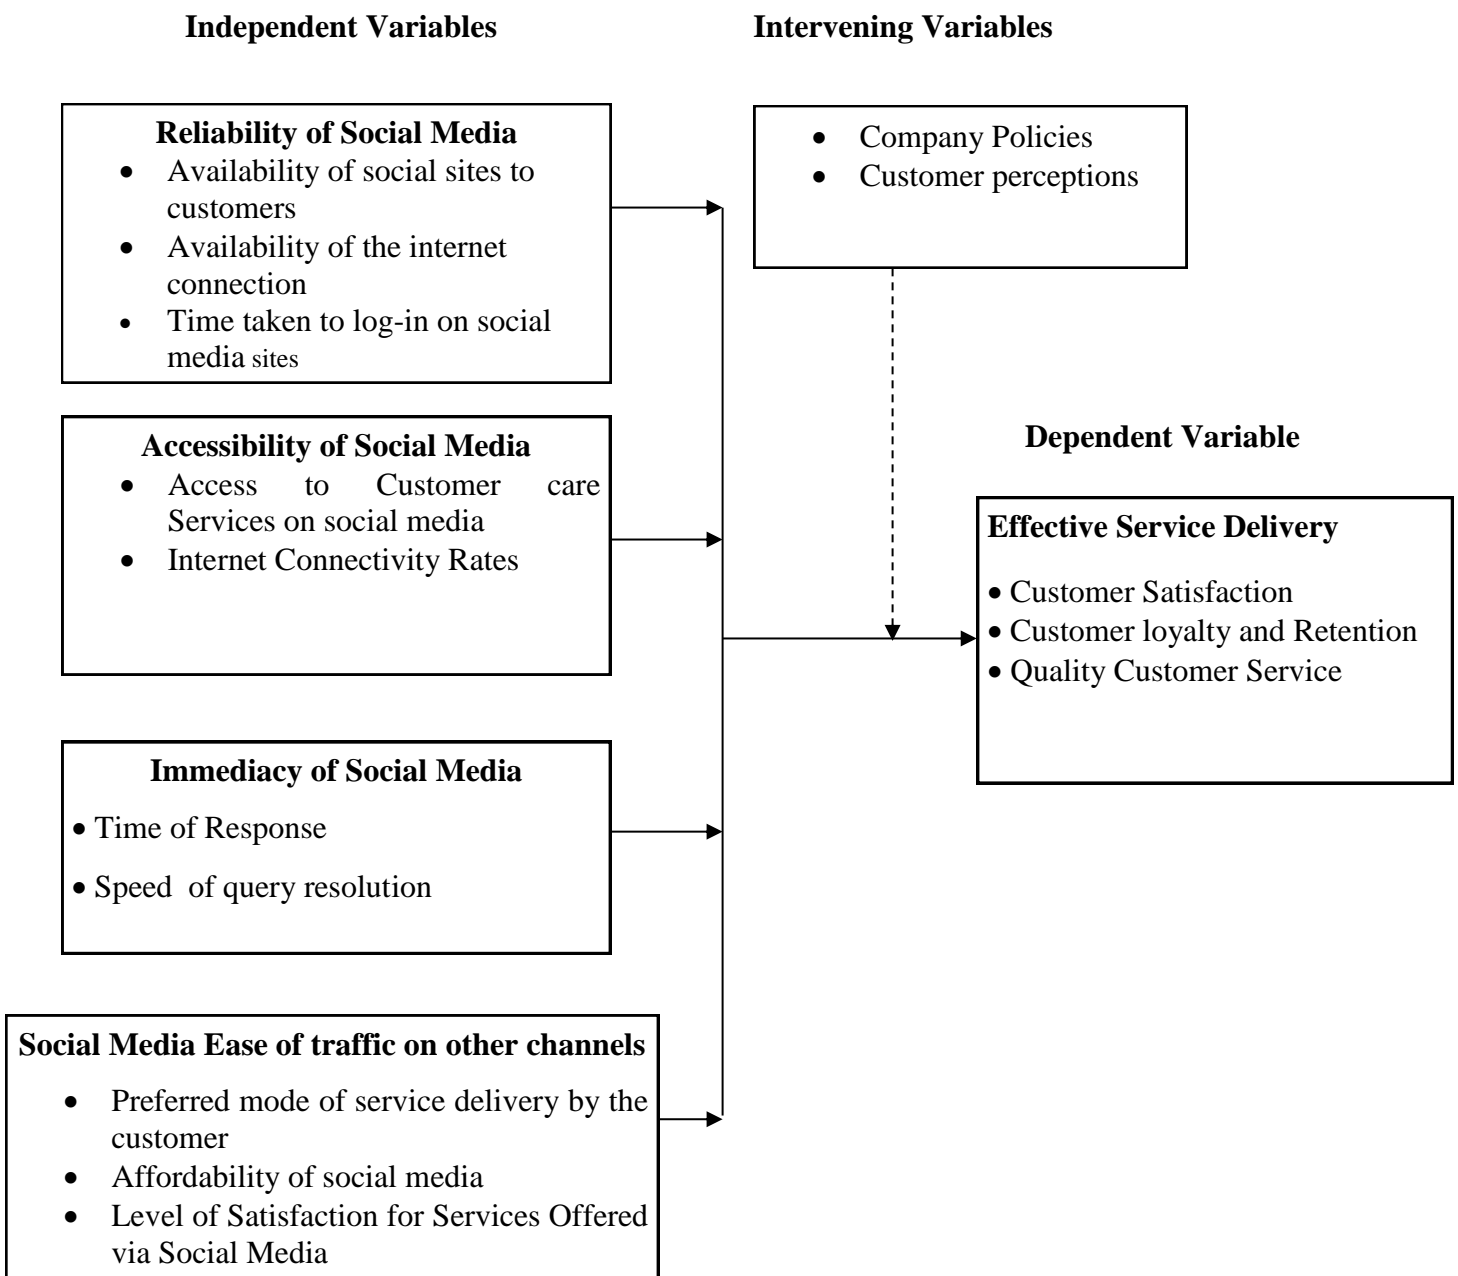 Independent Variables
Intervening Variables
Reliability of Social Media
• Availability of social sites to
customers
• Availability of the internet
connection
• Time taken to log-in on social
media sites
• Company Policies
• Customer perceptions
Accessibility of Social Media
• Access to Customer care
Services on social media
• Internet Connectivity Rates
Dependent Variable
Effective Service Delivery
• Customer Satisfaction
• Customer loyalty and Retention
• Quality Customer Service
Immediacy of Social Media
• Time of Response
• Speed of query resolution
Social Media Ease of traffic on other channels
• Preferred mode of service delivery by the
customer
• Affordability of social media
• Level of Satisfaction for Services Offered
via Social Media